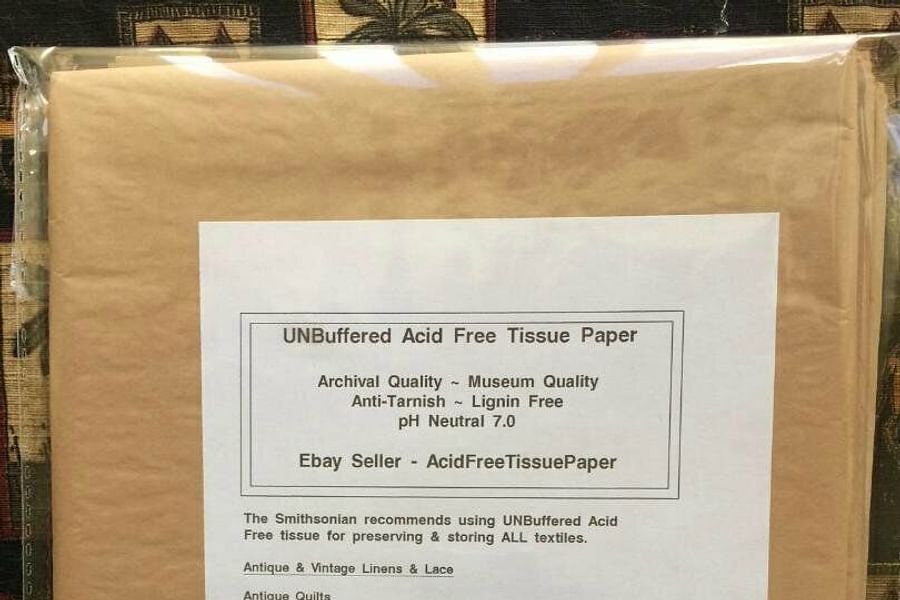 UNBuffered Acid Free Tissue Paper
Archival Quality ~ Museum Quality
Anti-Tarnish ~ Lignin Free
pH Neutral 7.0
Ebay Seller - AcidFreeTissuePaper
The Smithsonian recommends using UNBuffered Acid
Free tissue for preserving & storing ALL textiles.
Antique & Vintage Linens & Lace
Antique Quilts